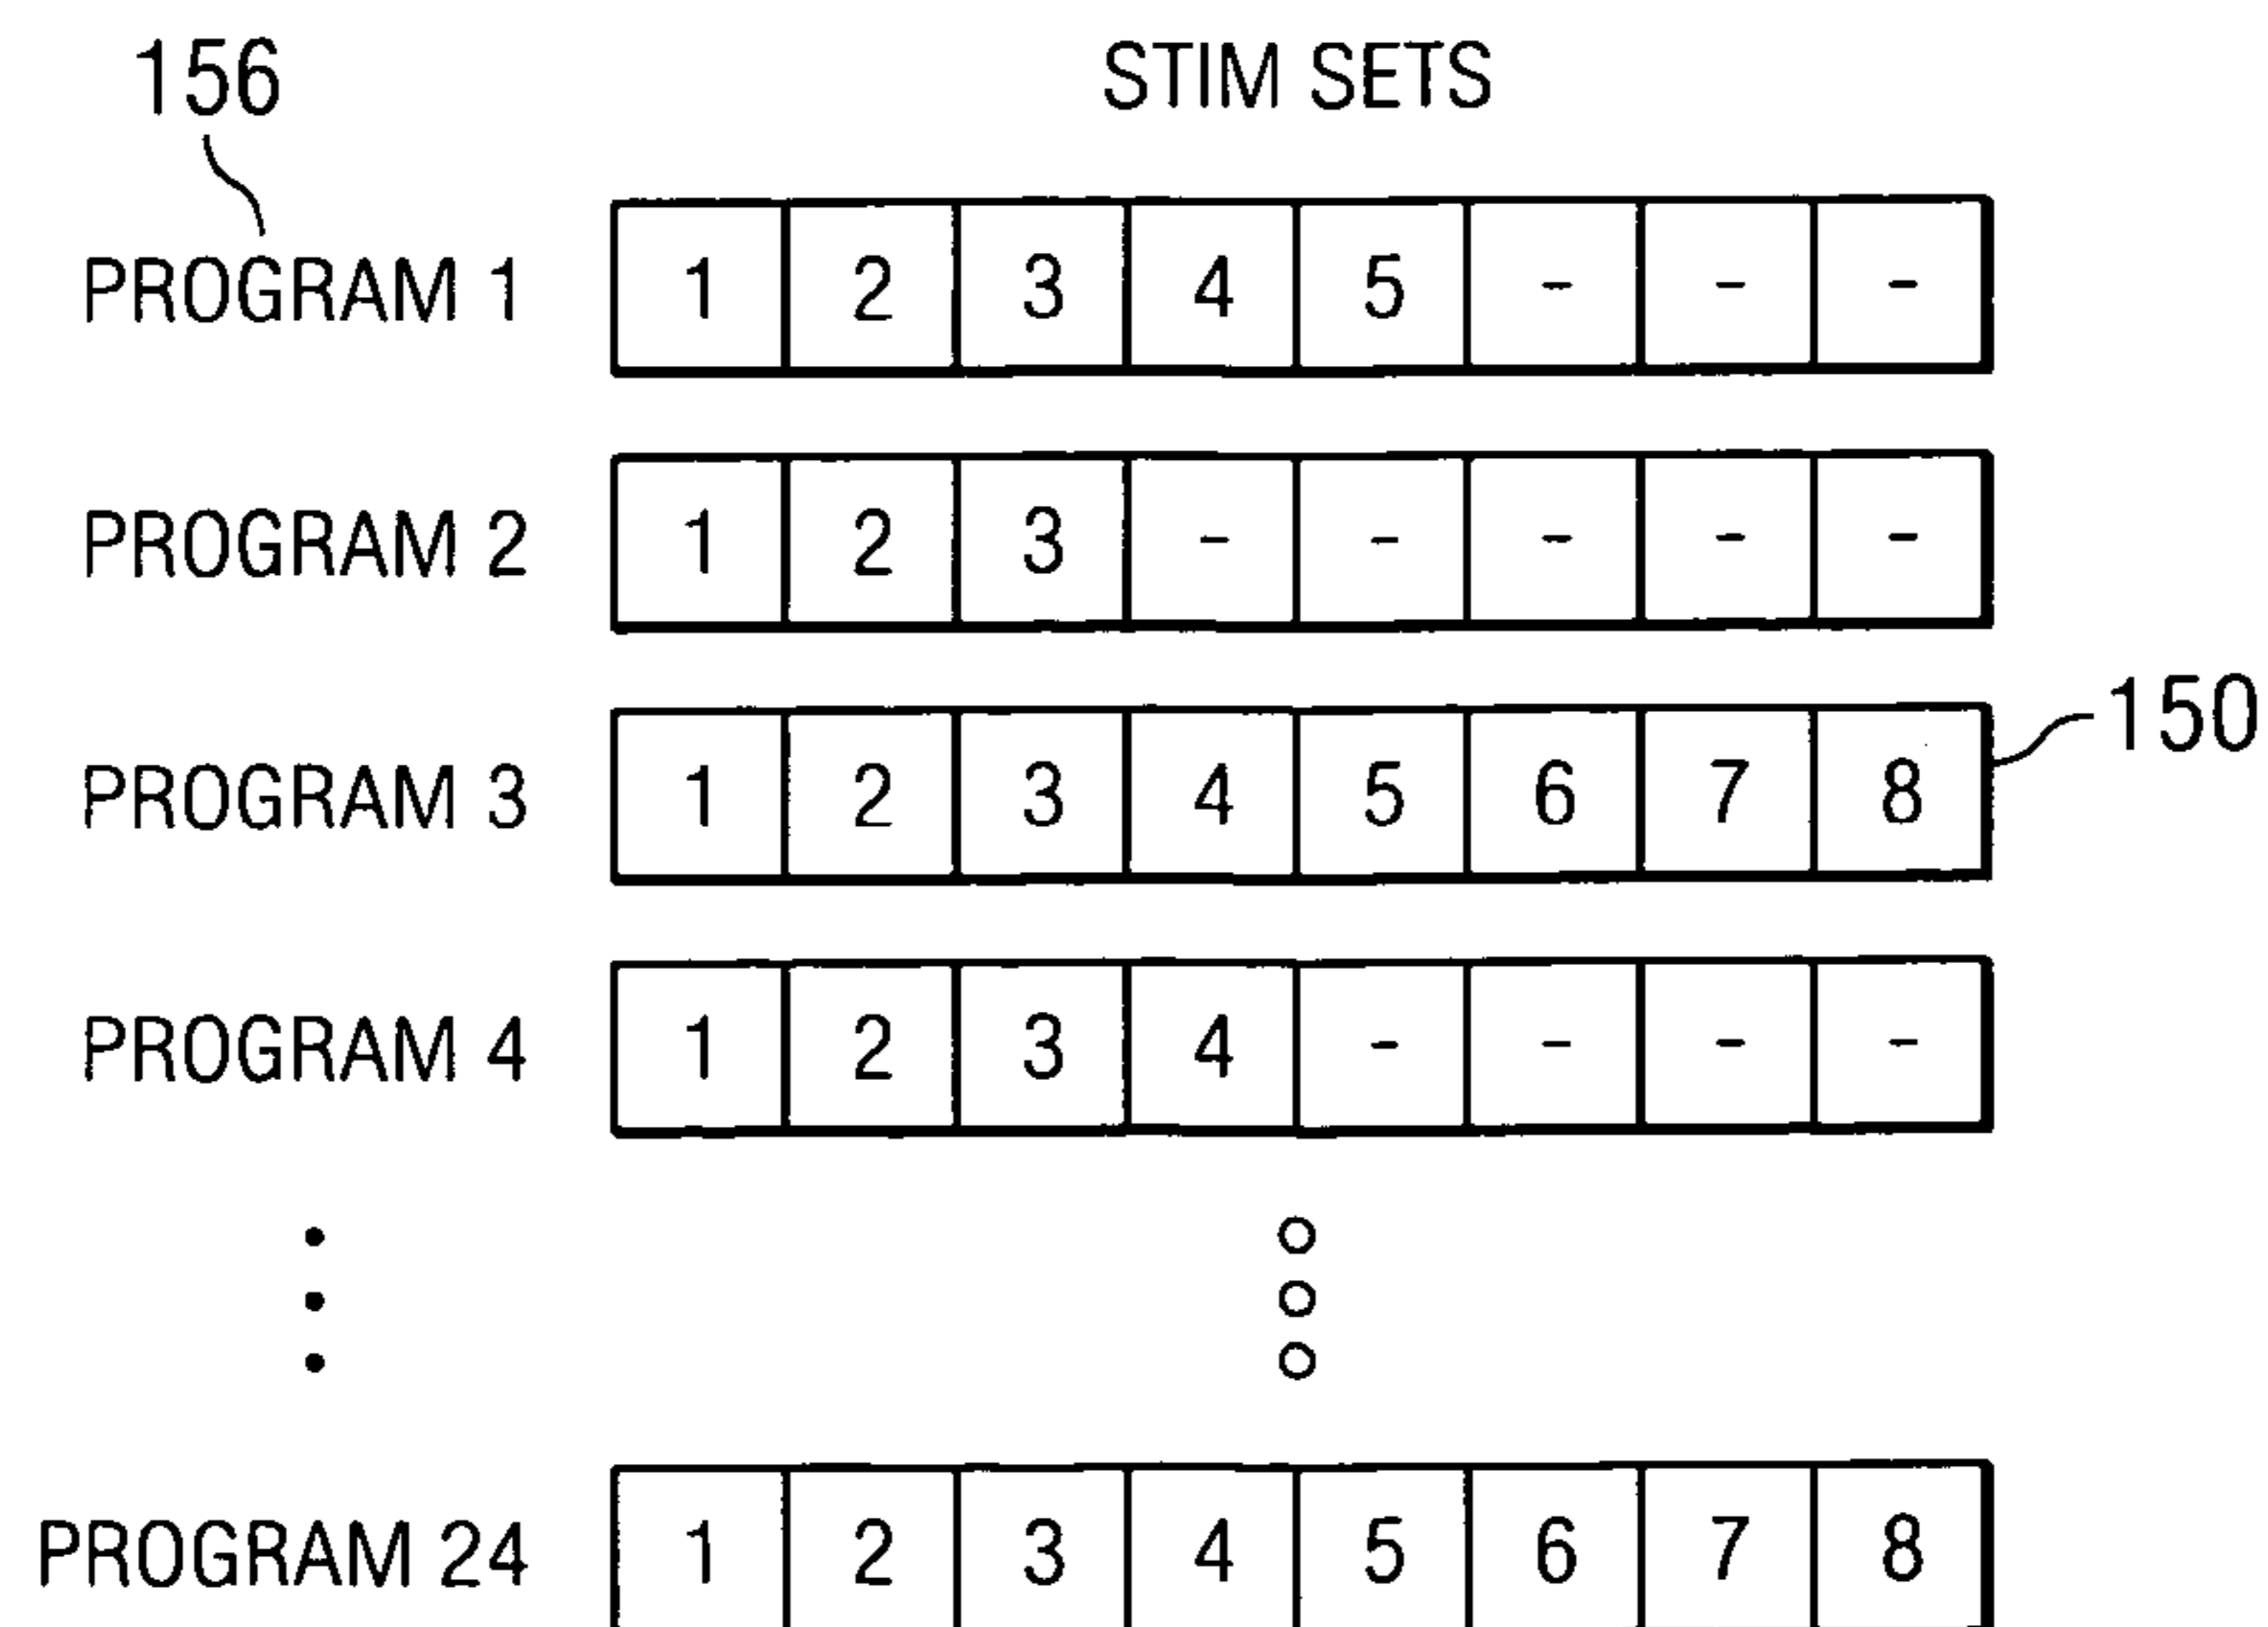 156
STIM SETS
PROGRAM 1 1 2 3 4 5 - - -
PROGRAM 2 1 2 3 - - - - -
150
PROGRAM 3 1 2 3 4 5 6 7 8
PROGRAM 4 1 2 3 4 - - - -
PROGRAM 24 1 2 3 4 5 6 7 8